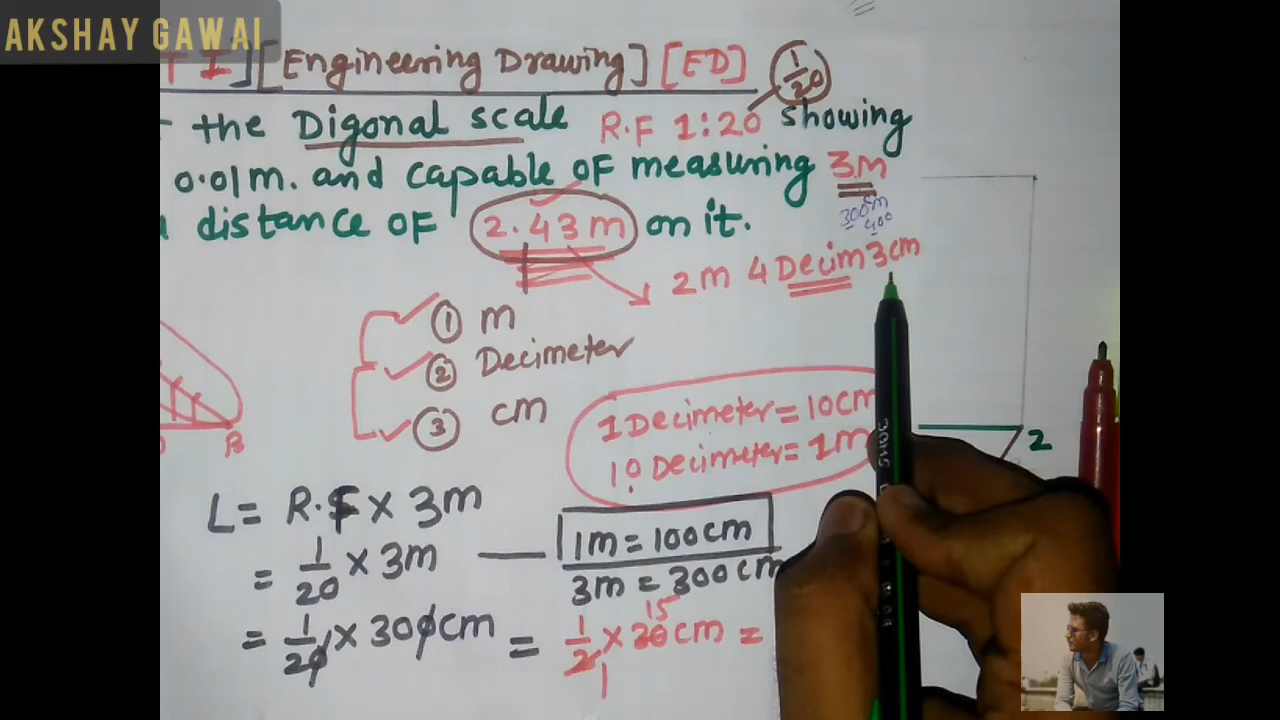 AKSHAY GAWAI
T I] [Engineering Drawing] [ED] 1/20
the Digonal scale R.F 1:20 showing
0.01m. and capable of measuring 3M
300cm
400
distance of 2.43m on it.
2m 4 Decim 3cm
① m
② Decimeter
③ cm
1 Decimeter = 10cm
10 Decimeter = 1m
B
2
L = R.F × 3m
= 1/20 × 3m — 1m = 100cm
3m = 300cm
= 1/20 × 300cm = 1/2 × 30cm =
15
1